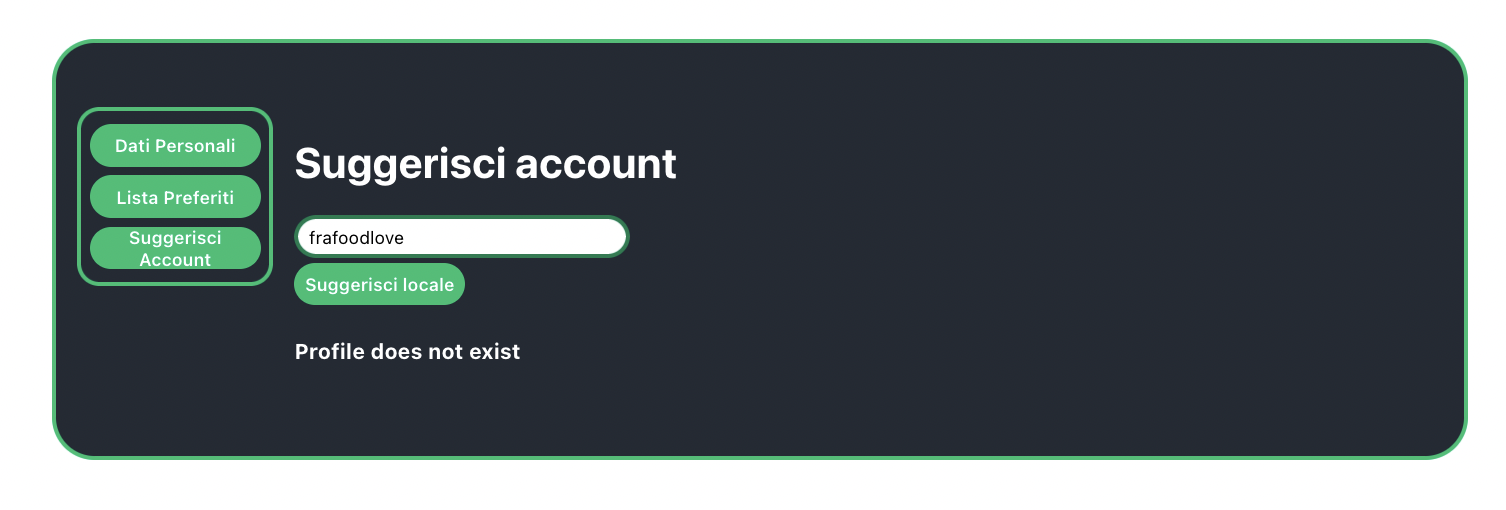 Dati Personali
Lista Preferiti
Suggerisci
Account
Suggerisci account
frafoodlove
Suggerisci locale
Profile does not exist